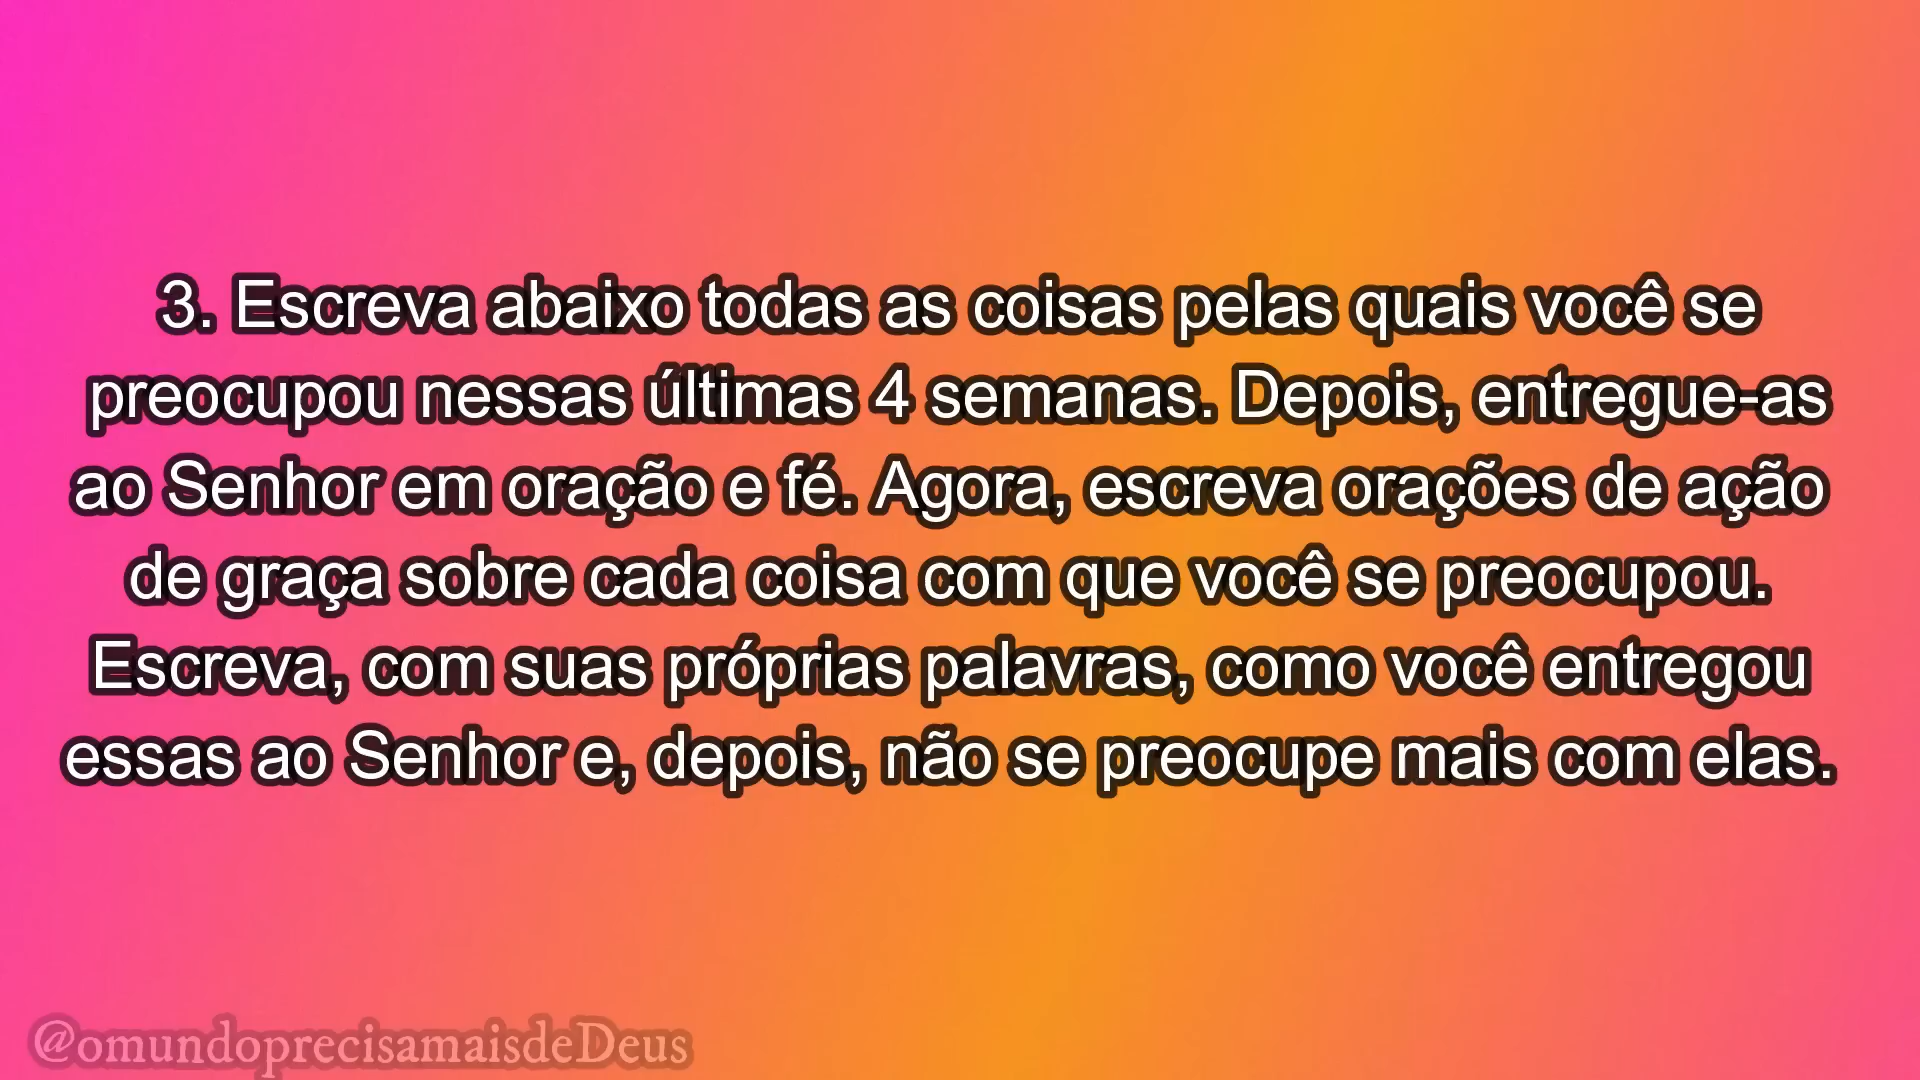 3. Escreva abaixo todas as coisas pelas quais você se
preocupou nessas últimas 4 semanas. Depois, entregue-as
ao Senhor em oração e fé. Agora, escreva orações de ação
de graça sobre cada coisa com que você se preocupou.
Escreva, com suas próprias palavras, como você entregou
essas ao Senhor e, depois, não se preocupe mais com elas.
@omundoprecisamaisdeDeus